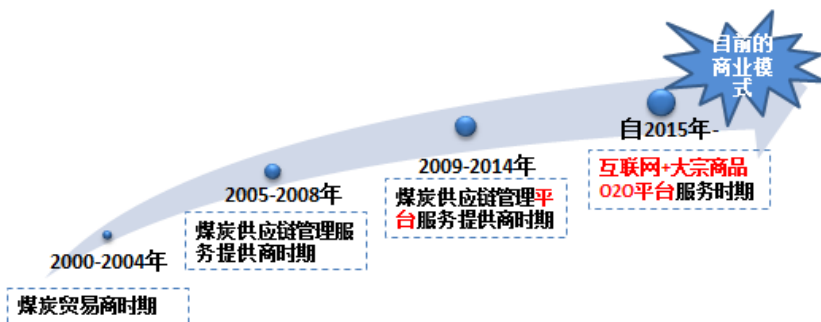 目前的
商业模
式
自2015年-
互联网+大宗商品
O2O平台服务时期
2009-2014年
煤炭供应链管理平
台服务提供商时期
2005-2008年
煤炭供应链管理服
务提供商时期
2000-2004年
煤炭贸易商时期